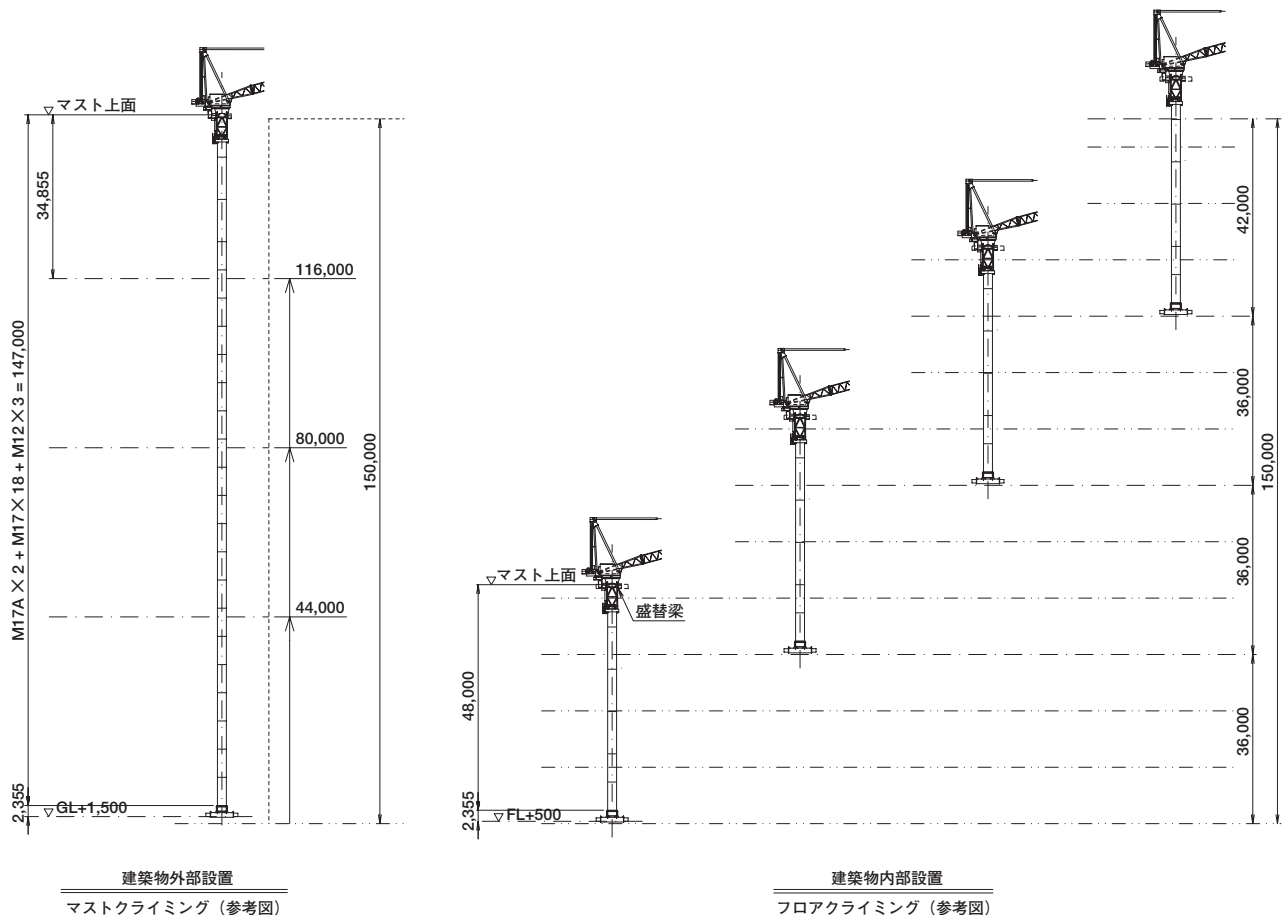 ▽マスト上面
34,855
116,000
M17A×2+M17×18+M12×3=147,000
80,000
150,000
44,000
2,355
▽GL+1,500
建築物外部設置
マストクライミング（参考図）
42,000
36,000
150,000
36,000
▽マスト上面
盛替梁
48,000
36,000
2,355
▽FL+500
建築物内部設置
フロアクライミング（参考図）